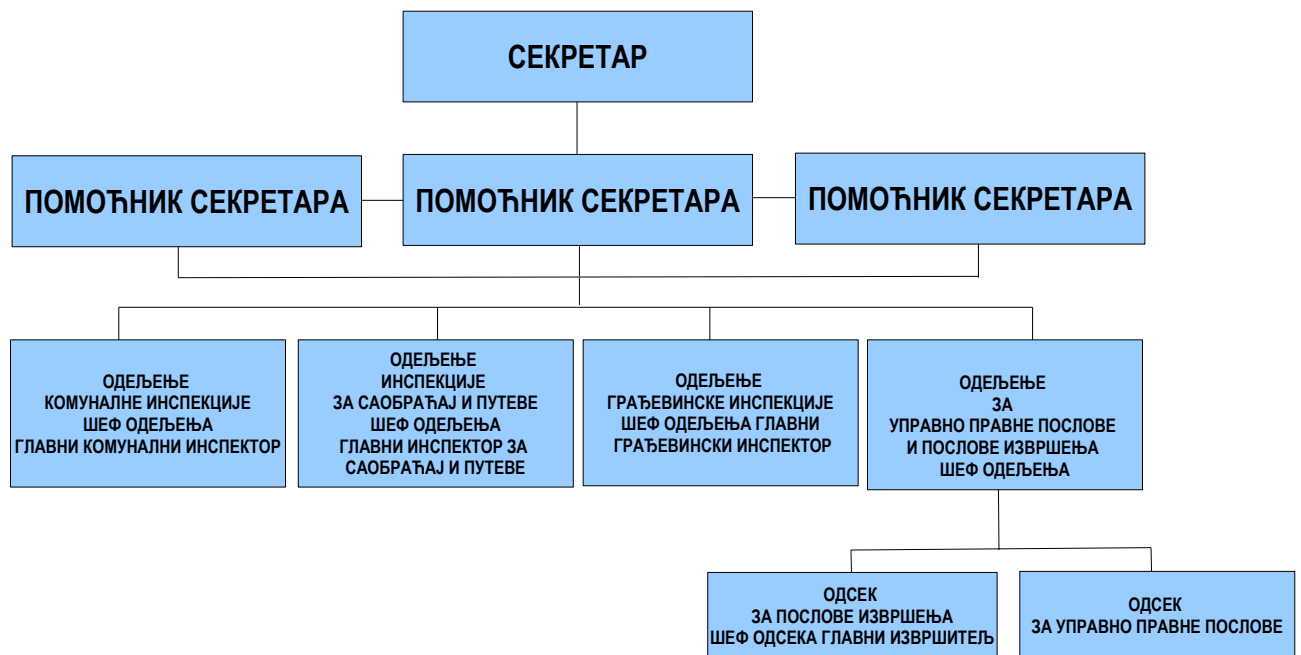 СЕКРЕТАР
ПОМОЋНИК СЕКРЕТАРА
ПОМОЋНИК СЕКРЕТАРА
ПОМОЋНИК СЕКРЕТАРА
ОДЕЉЕЊЕ
КОМУНАЛНЕ ИНСПЕКЦИЈЕ
ШЕФ ОДЕЉЕЊА
ГЛАВНИ КОМУНАЛНИ ИНСПЕКТОР
ОДЕЉЕЊЕ
ИНСПЕКЦИЈЕ
ЗА САОБРАЋАЈ И ПУТЕВЕ
ШЕФ ОДЕЉЕЊА
ГЛАВНИ ИНСПЕКТОР ЗА
САОБРАЋАЈ И ПУТЕВЕ
ОДЕЉЕЊЕ
ГРАЂЕВИНСКЕ ИНСПЕКЦИЈЕ
ШЕФ ОДЕЉЕЊА ГЛАВНИ
ГРАЂЕВИНСКИ ИНСПЕКТОР
ОДЕЉЕЊЕ
ЗА
УПРАВНО ПРАВНЕ ПОСЛОВЕ
И ПОСЛОВЕ ИЗВРШЕЊА
ШЕФ ОДЕЉЕЊА
ОДСЕК
ЗА ПОСЛОВЕ ИЗВРШЕЊА
ШЕФ ОДСЕКА ГЛАВНИ ИЗВРШИТЕЉ
ОДСЕК
ЗА УПРАВНО ПРАВНЕ ПОСЛОВЕ